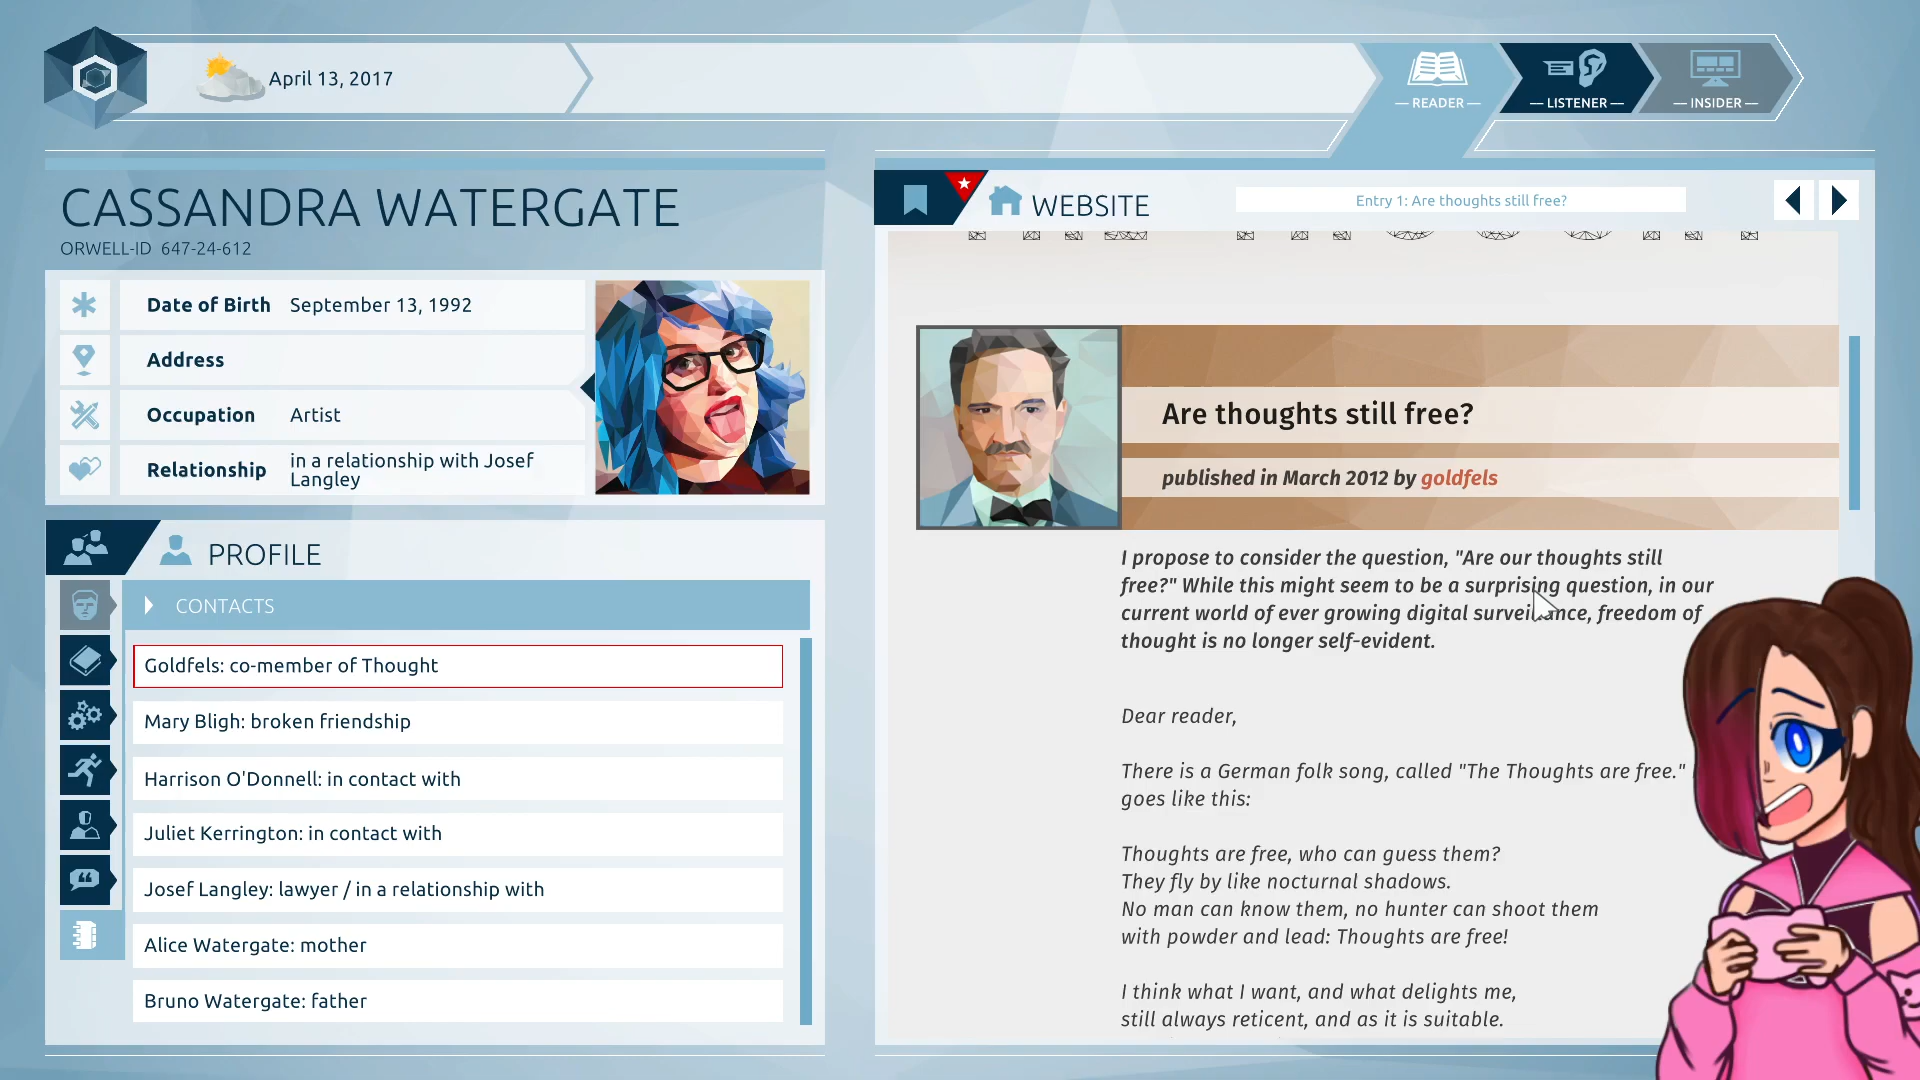 April 13, 2017
READER
LISTENER
INSIDER
CASSANDRA WATERGATE
ORWELL-ID 647-24-612
Date of Birth September 13, 1992
Address
Occupation Artist
Relationship in a relationship with Josef
Langley
PROFILE
CONTACTS
Goldfels: co-member of Thought
Mary Bligh: broken friendship
Harrison O'Donnell: in contact with
Juliet Kerrington: in contact with
Josef Langley: lawyer / in a relationship with
Alice Watergate: mother
Bruno Watergate: father
WEBSITE
Entry 1: Are thoughts still free?
Are thoughts still free?
published in March 2012 by goldfels
I propose to consider the question, "Are our thoughts still
free?" While this might seem to be a surprising question, in our
current world of ever growing digital surveillance, freedom of
thought is no longer self-evident.
Dear reader,
There is a German folk song, called "The Thoughts are free."
goes like this:
Thoughts are free, who can guess them?
They fly by like nocturnal shadows.
No man can know them, no hunter can shoot them
with powder and lead: Thoughts are free!
I think what I want, and what delights me,
still always reticent, and as it is suitable.